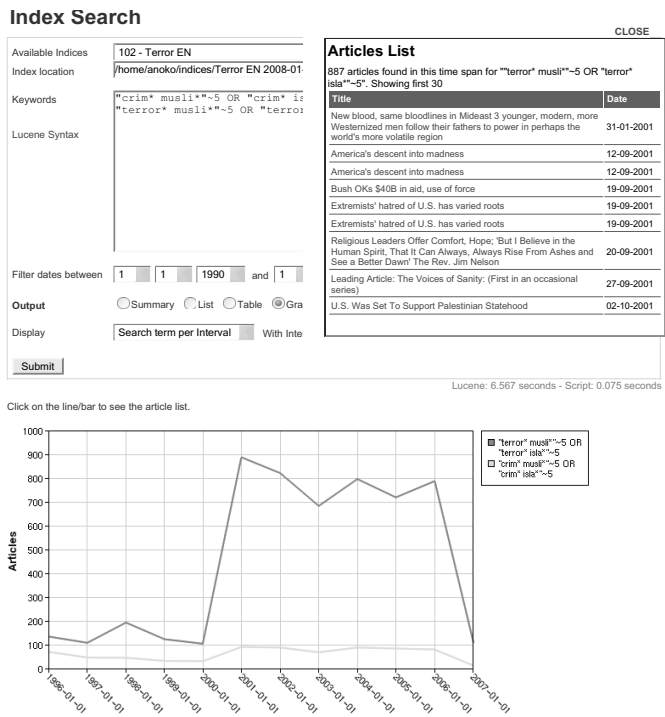 Index Search
Available Indices
102 - Terror EN
Index location
/home/anoko/indices/Terror EN 2008-01-
Keywords
"crim* musli*"~5 OR "crim* is
"terror* musli*"~5 OR "terror
Lucene Syntax
Filter dates between
1 1 1990 and 1
Output
Summary List Table Gra
Display
Search term per Interval With Inte
Submit
CLOSE
Articles List
887 articles found in this time span for ""terror* musli*"~5 OR "terror*
isla*"~5". Showing first 30
Title Date
New blood, same bloodlines in Mideast 3 younger, modern, more
Westernized men follow their fathers to power in perhaps the
world's more volatile region
31-01-2001
America's descent into madness 12-09-2001
America's descent into madness 12-09-2001
Bush OKs $40B in aid, use of force 19-09-2001
Extremists' hatred of U.S. has varied roots 19-09-2001
Extremists' hatred of U.S. has varied roots 19-09-2001
Religious Leaders Offer Comfort, Hope; 'But I Believe in the
Human Spirit, That It Can Always, Always Rise From Ashes and
See a Better Dawn' The Rev. Jim Nelson
20-09-2001
Leading Article: The Voices of Sanity: (First in an occasional
series)
27-09-2001
U.S. Was Set To Support Palestinian Statehood 02-10-2001
Lucene: 6.567 seconds - Script: 0.075 seconds
Click on the line/bar to see the article list.
1000
900
800
700
600
500
400
300
200
100
0
Articles
1996-01-01
1997-01-01
1998-01-01
1999-01-01
2000-01-01
2001-01-01
2002-01-01
2003-01-01
2004-01-01
2005-01-01
2006-01-01
2007-01-01
"terror* musli*"~5 OR
"terror* isla*"~5
"crim* musli*"~5 OR
"crim* isla*"~5